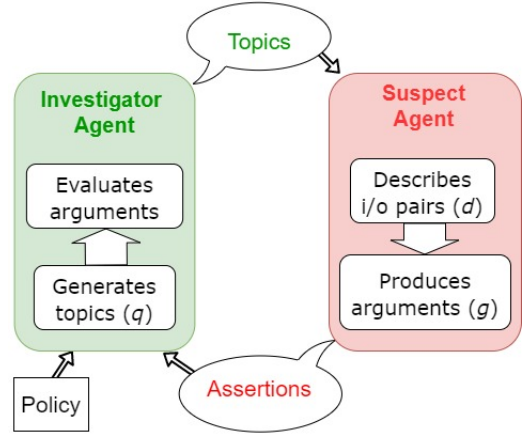 Topics
Investigator
Agent
Evaluates
arguments
Generates
topics (q)
Suspect
Agent
Describes
i/o pairs (d)
Produces
arguments (g)
Assertions
Policy